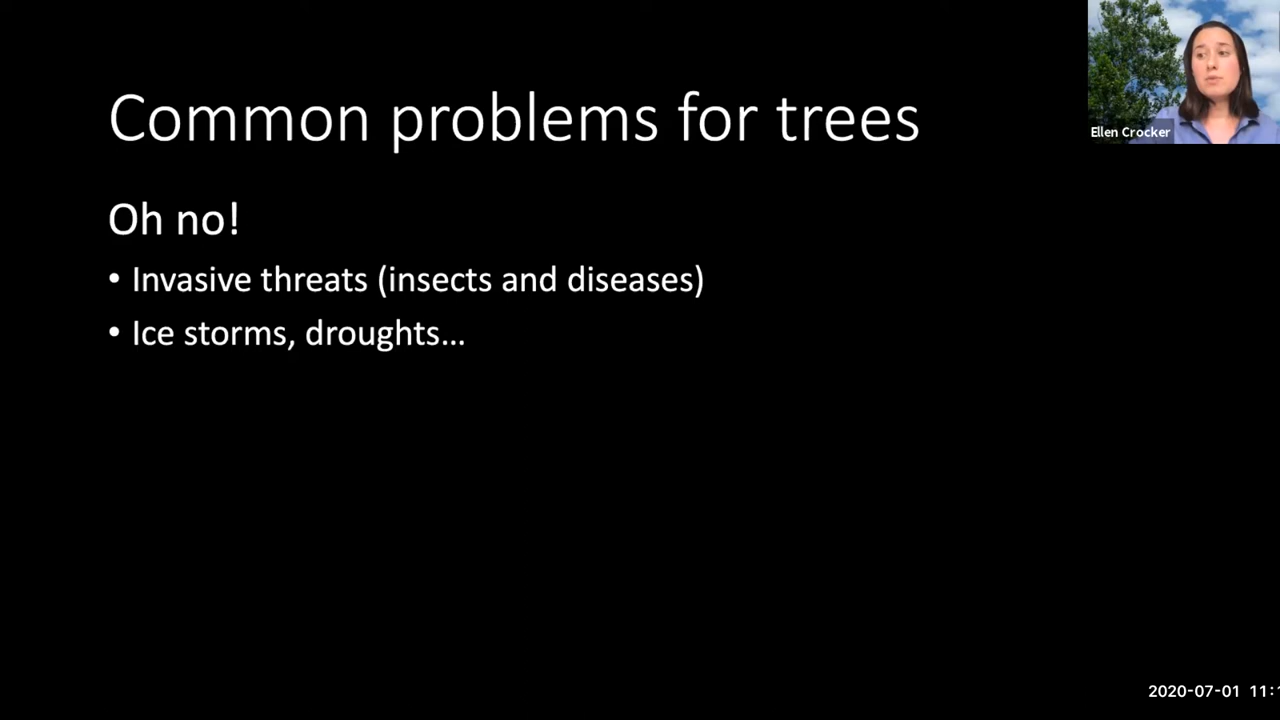 Common problems for trees
Ellen Crocker
Oh no!
• Invasive threats (insects and diseases)
• Ice storms, droughts…
2020-07-01 11: